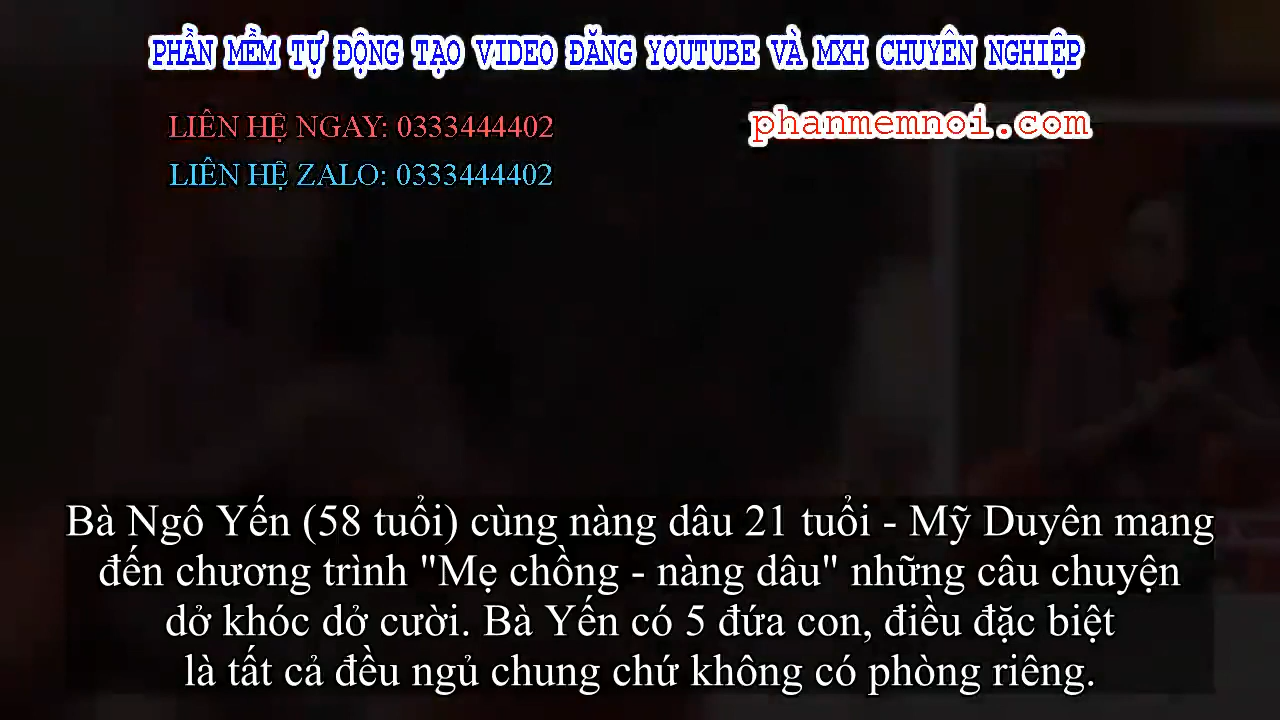 PHẦN MỀM TỰ ĐỘNG TẠO VIDEO ĐĂNG YOUTUBE VÀ MXH CHUYÊN NGHIỆP
LIÊN HỆ NGAY: 0333444402
phanmemnoi.com
LIÊN HỆ ZALO: 0333444402
Bà Ngô Yến (58 tuổi) cùng nàng dâu 21 tuổi - Mỹ Duyên mang
đến chương trình "Mẹ chồng - nàng dâu" những câu chuyện
dở khóc dở cười. Bà Yến có 5 đứa con, điều đặc biệt
là tất cả đều ngủ chung chứ không có phòng riêng.